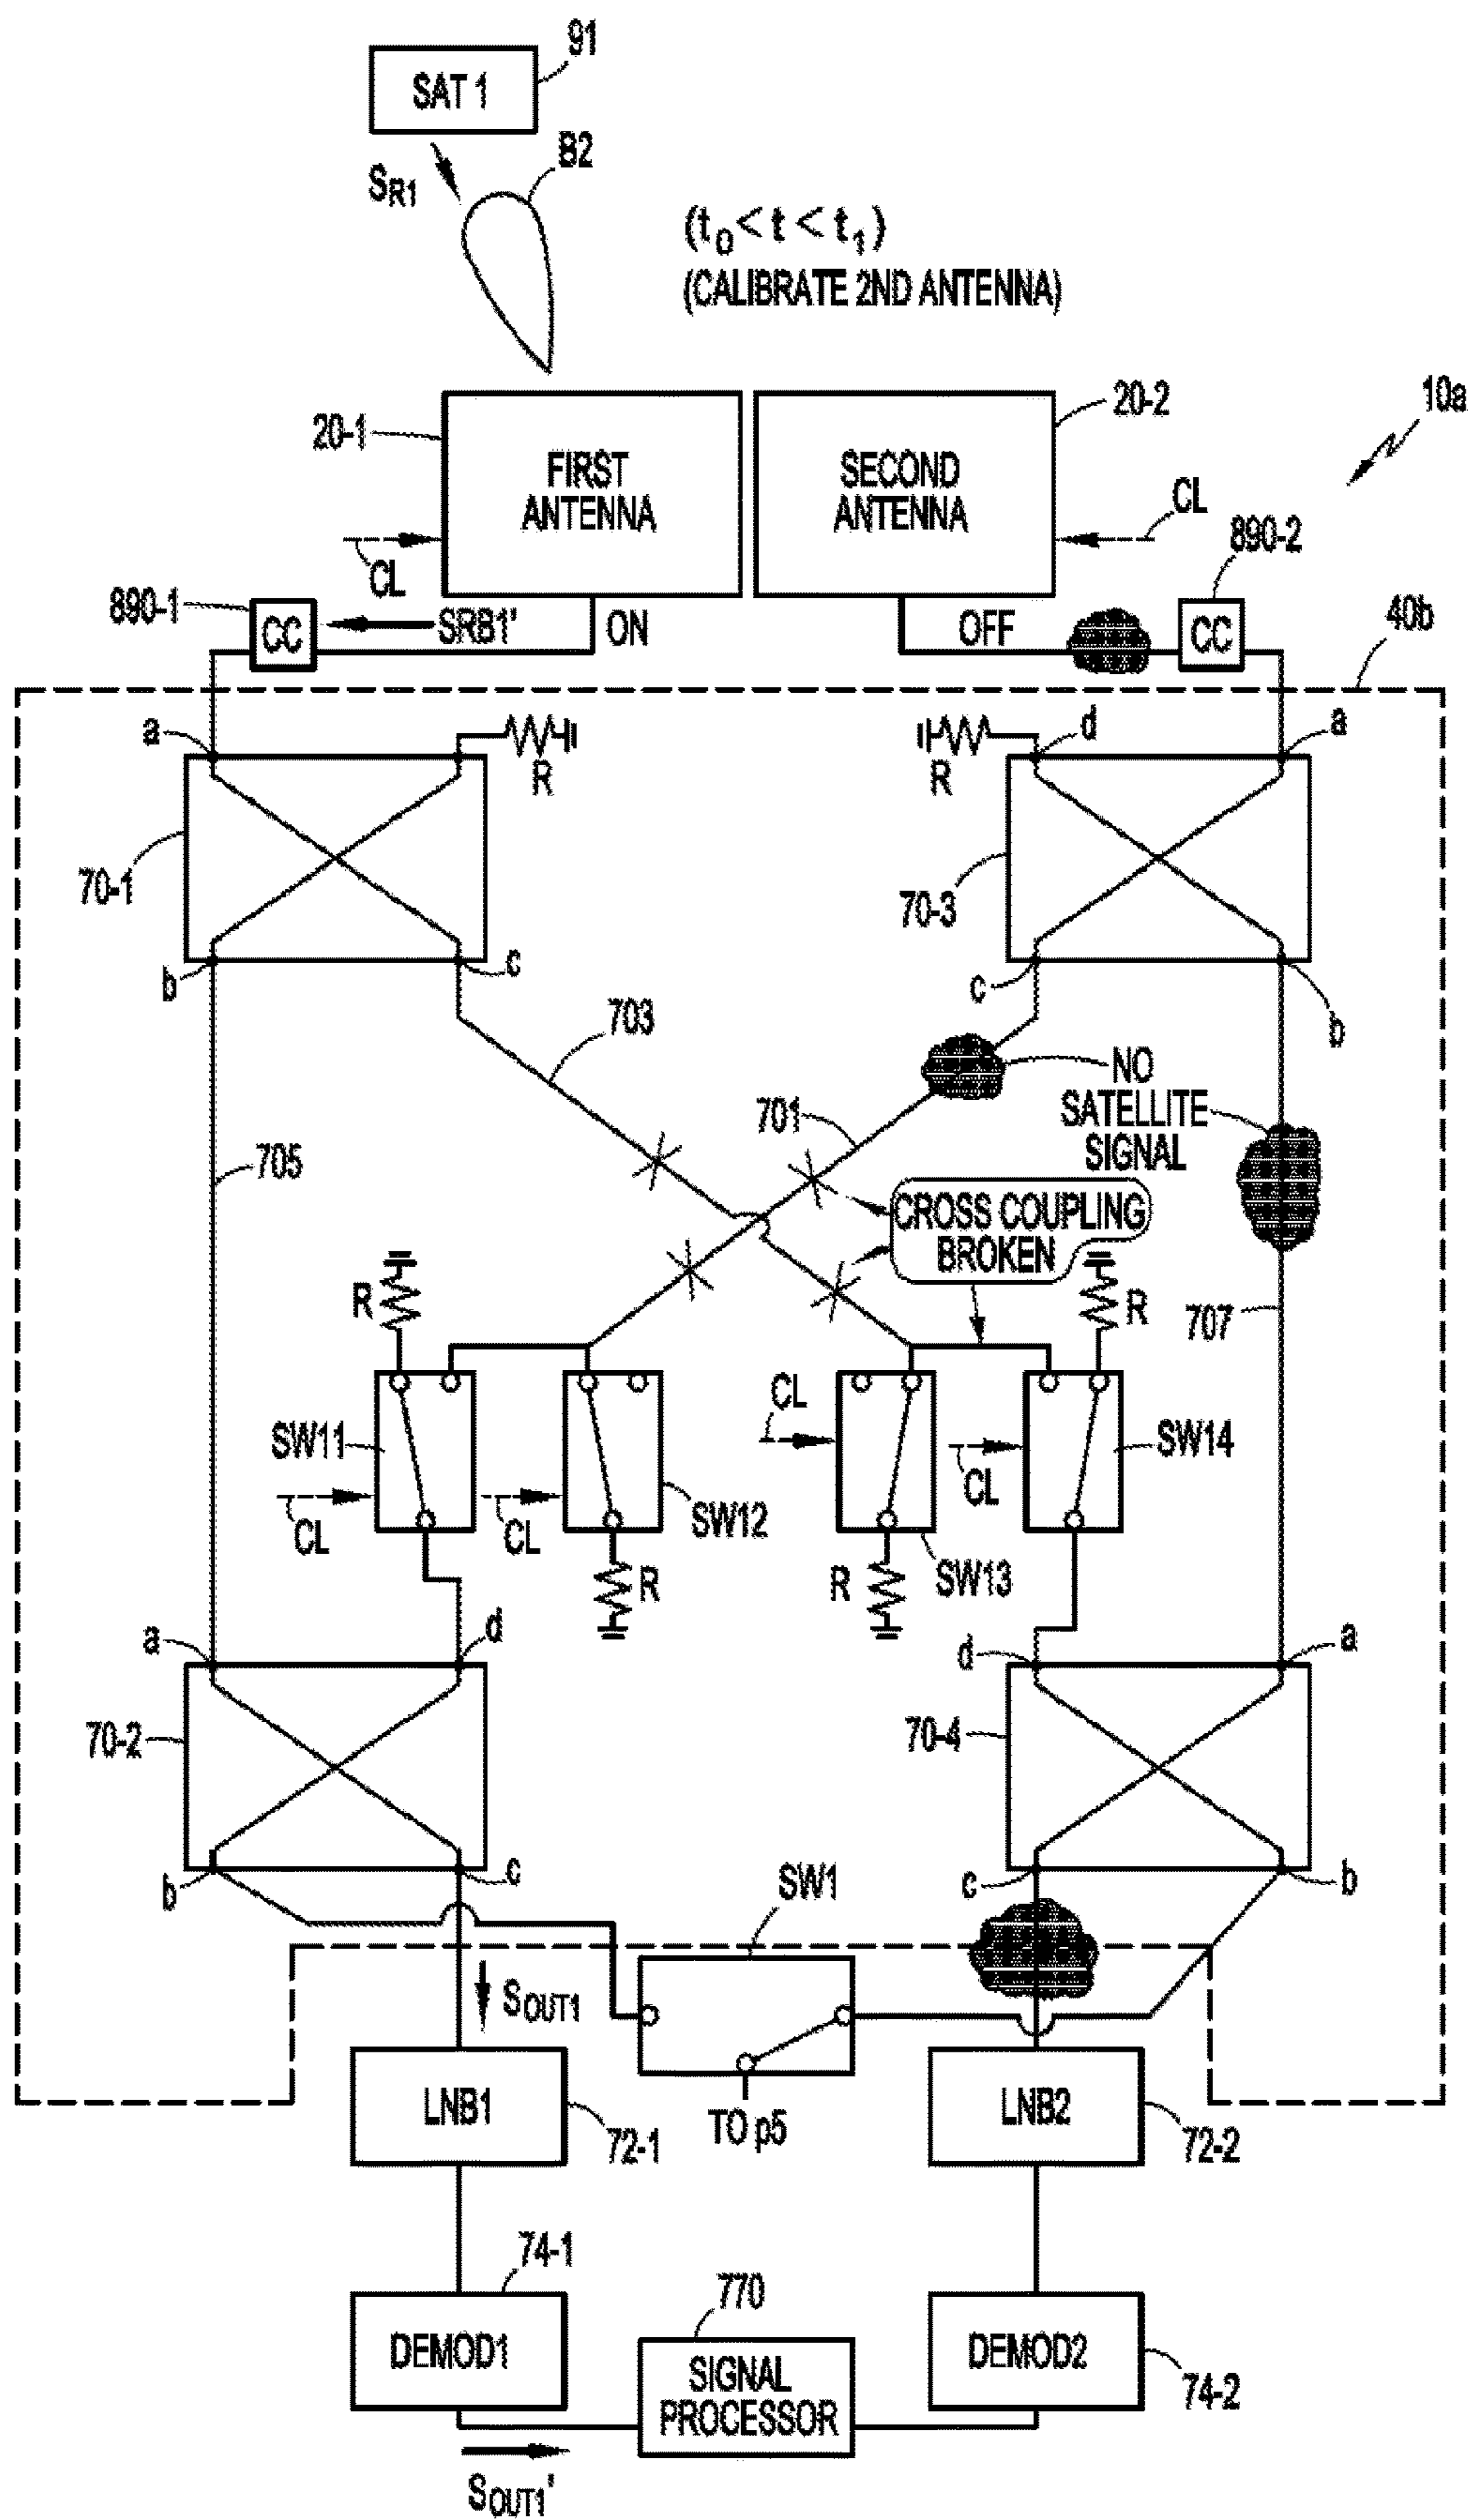 91
SAT 1
B2
SR1
(t0 < t < t1)
(CALIBRATE 2ND ANTENNA)
20-1
20-2
10a
FIRST
ANTENNA
SECOND
ANTENNA
CL
CL
890-1
890-2
CC
SRB1'
ON
OFF
CC
40b
a
R
R
d
a
70-1
70-3
b
c
c
b
703
NO
SATELLITE
SIGNAL
701
705
CROSS COUPLING
BROKEN
R
R
707
SW11
CL
SW14
CL
CL
CL
SW12
SW13
R
R
a
d
d
a
70-2
70-4
b
c
c
b
SW1
SOUT1
LNB1
LNB2
TO p5
72-1
72-2
74-1
770
DEMOD1
SIGNAL
PROCESSOR
DEMOD2
74-2
SOUT1'